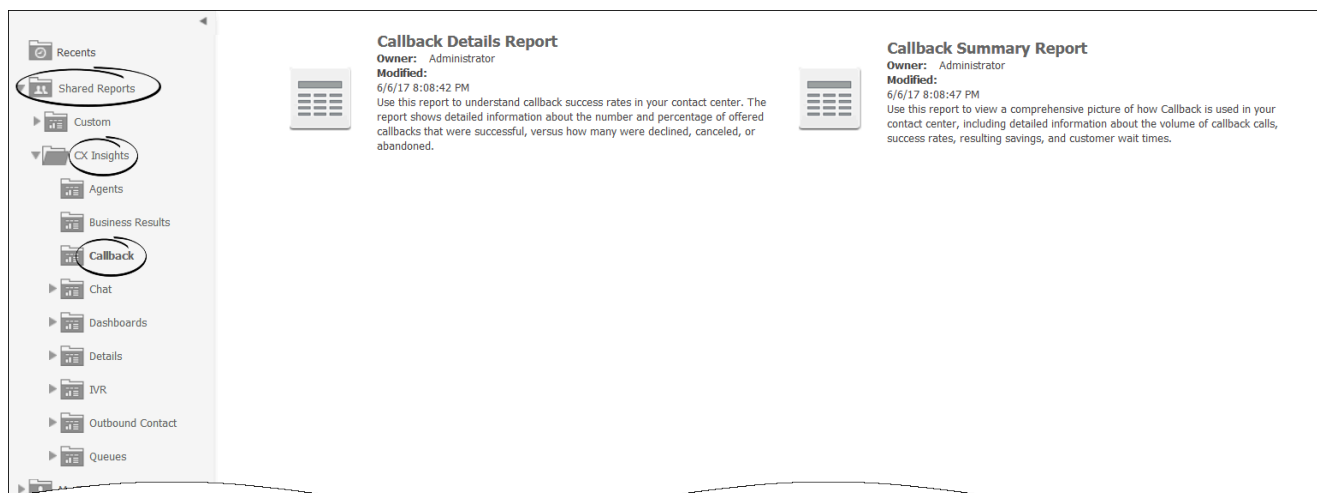 Recents
Shared Reports
Custom
CX Insights
Agents
Business Results
Callback
Chat
Dashboards
Details
IVR
Outbound Contact
Queues
Callback Details Report
Owner: Administrator
Modified:
6/6/17 8:08:42 PM
Use this report to understand callback success rates in your contact center. The
report shows detailed information about the number and percentage of offered
callbacks that were successful, versus how many were declined, canceled, or
abandoned.
Callback Summary Report
Owner: Administrator
Modified:
6/6/17 8:08:47 PM
Use this report to view a comprehensive picture of how Callback is used in your
contact center, including detailed information about the volume of callback calls,
success rates, resulting savings, and customer wait times.